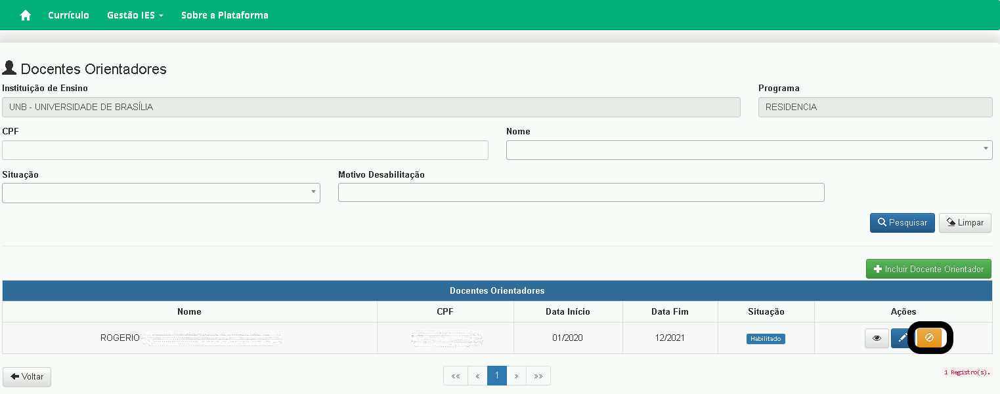 Currículo Gestão IES Sobre a Plataforma
Docentes Orientadores
Instituição de Ensino Programa
UNB - UNIVERSIDADE DE BRASÍLIA RESIDENCIA
CPF Nome
Situação Motivo Desabilitação
Pesquisar Limpar
Incluir Docente Orientador
Docentes Orientadores
Nome CPF Data Início Data Fim Situação Ações
ROGERIO 01/2020 12/2021 Habilitado
Voltar «« « 1 » »» 1 Registro(s).